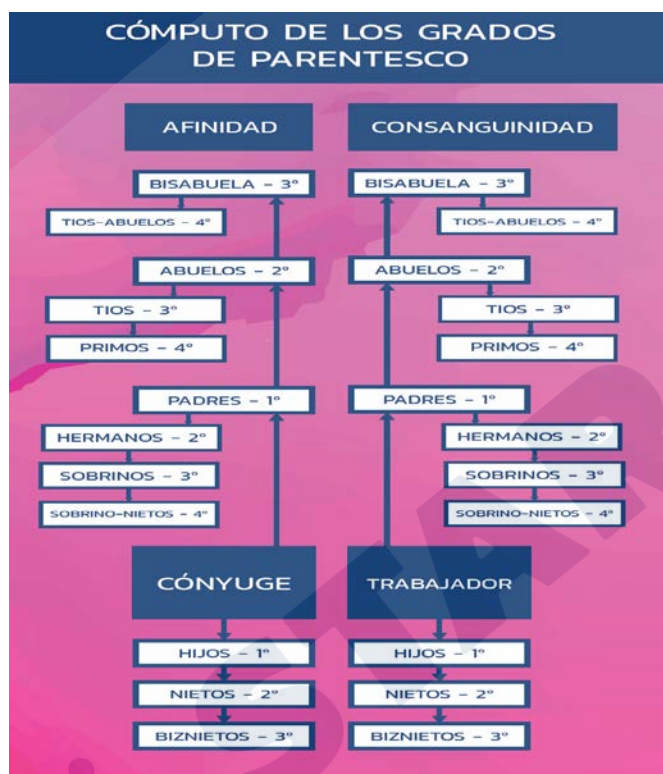 CÓMPUTO DE LOS GRADOS
DE PARENTESCO
AFINIDAD
BISABUELA - 3º
TIOS-ABUELOS - 4º
ABUELOS - 2º
TIOS - 3º
PRIMOS - 4º
PADRES - 1º
HERMANOS - 2º
SOBRINOS - 3º
SOBRINO-NIETOS - 4º
CÓNYUGE
HIJOS - 1º
NIETOS - 2º
BIZNIETOS - 3º
CONSANGUINIDAD
BISABUELA - 3º
TIOS-ABUELOS - 4º
ABUELOS - 2º
TIOS - 3º
PRIMOS - 4º
PADRES - 1º
HERMANOS - 2º
SOBRINOS - 3º
SOBRINO-NIETOS - 4º
TRABAJADOR
HIJOS - 1º
NIETOS - 2º
BIZNIETOS - 3º
STAR